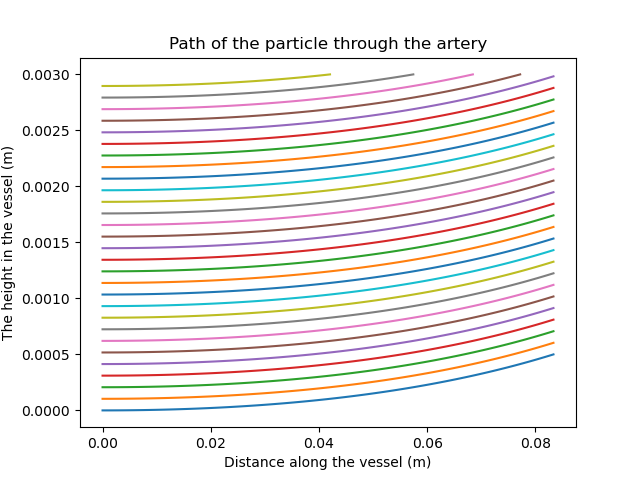 Path of the particle through the artery
The height in the vessel (m)
0.0030
0.0025
0.0020
0.0015
0.0010
0.0005
0.0000
0.00 0.02 0.04 0.06 0.08
Distance along the vessel (m)